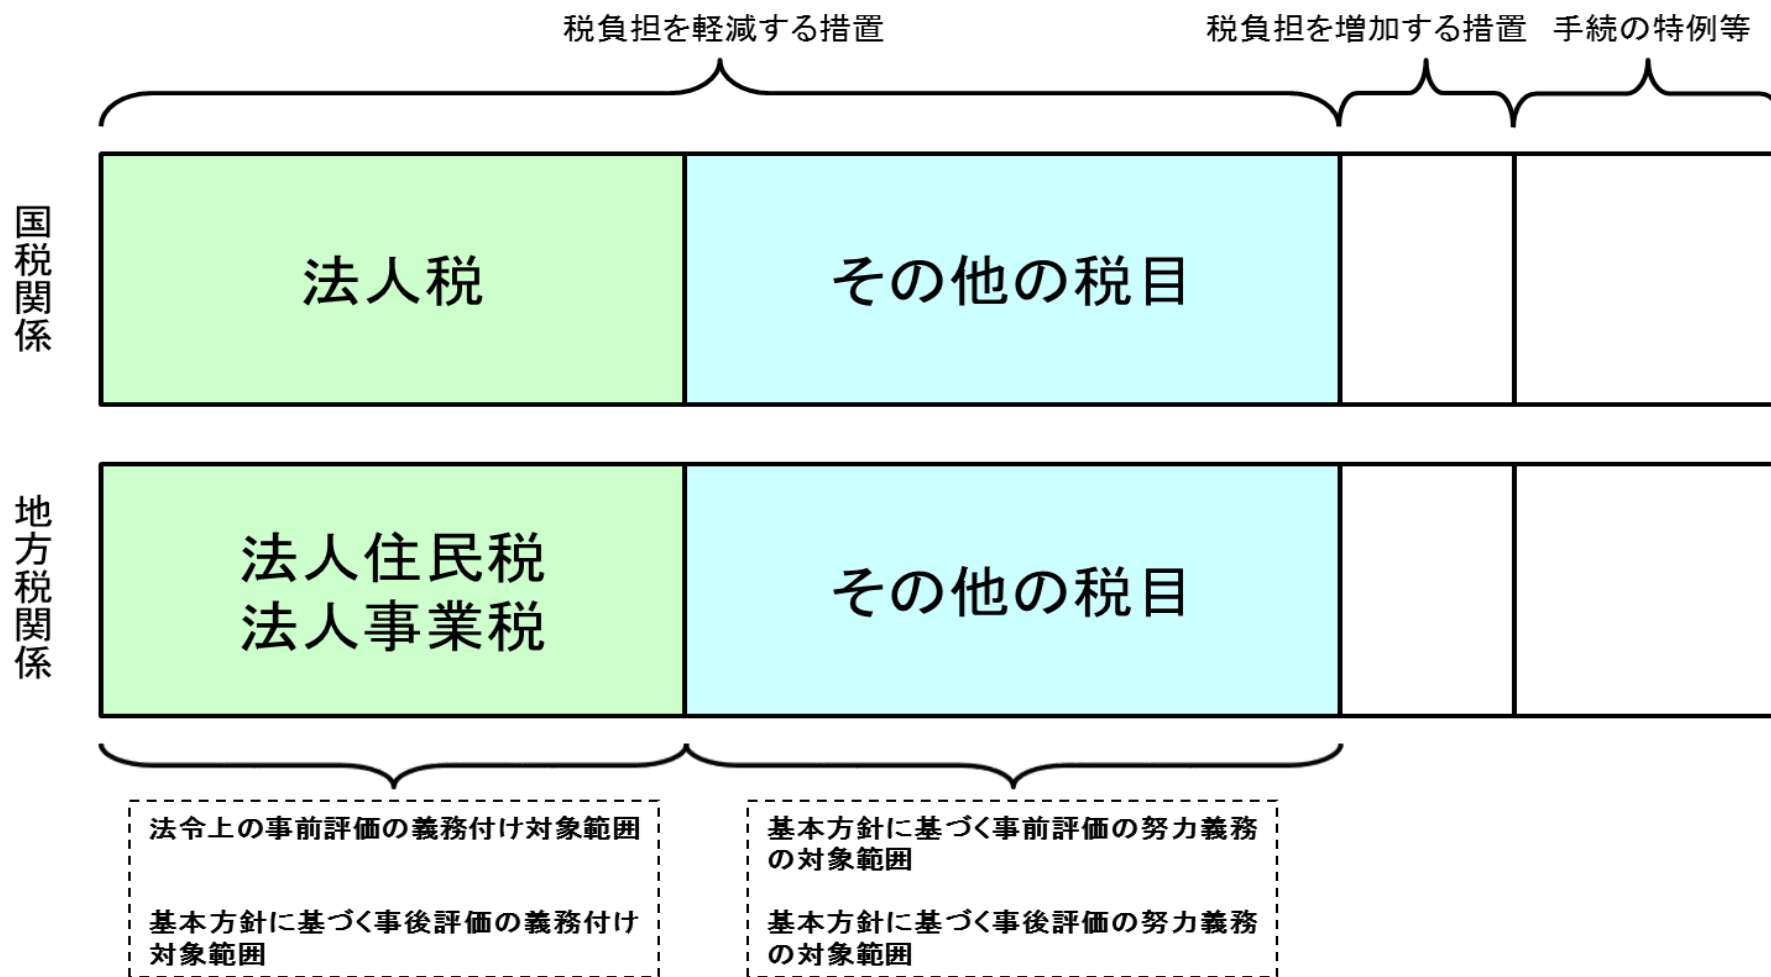 税負担を軽減する措置
税負担を増加する措置
手続の特例等
国税関係
法人税
その他の税目
地方税関係
法人住民税
法人事業税
その他の税目
法令上の事前評価の義務付け対象範囲
基本方針に基づく事後評価の義務付け
対象範囲
基本方針に基づく事前評価の努力義務
の対象範囲
基本方針に基づく事後評価の努力義務
の対象範囲